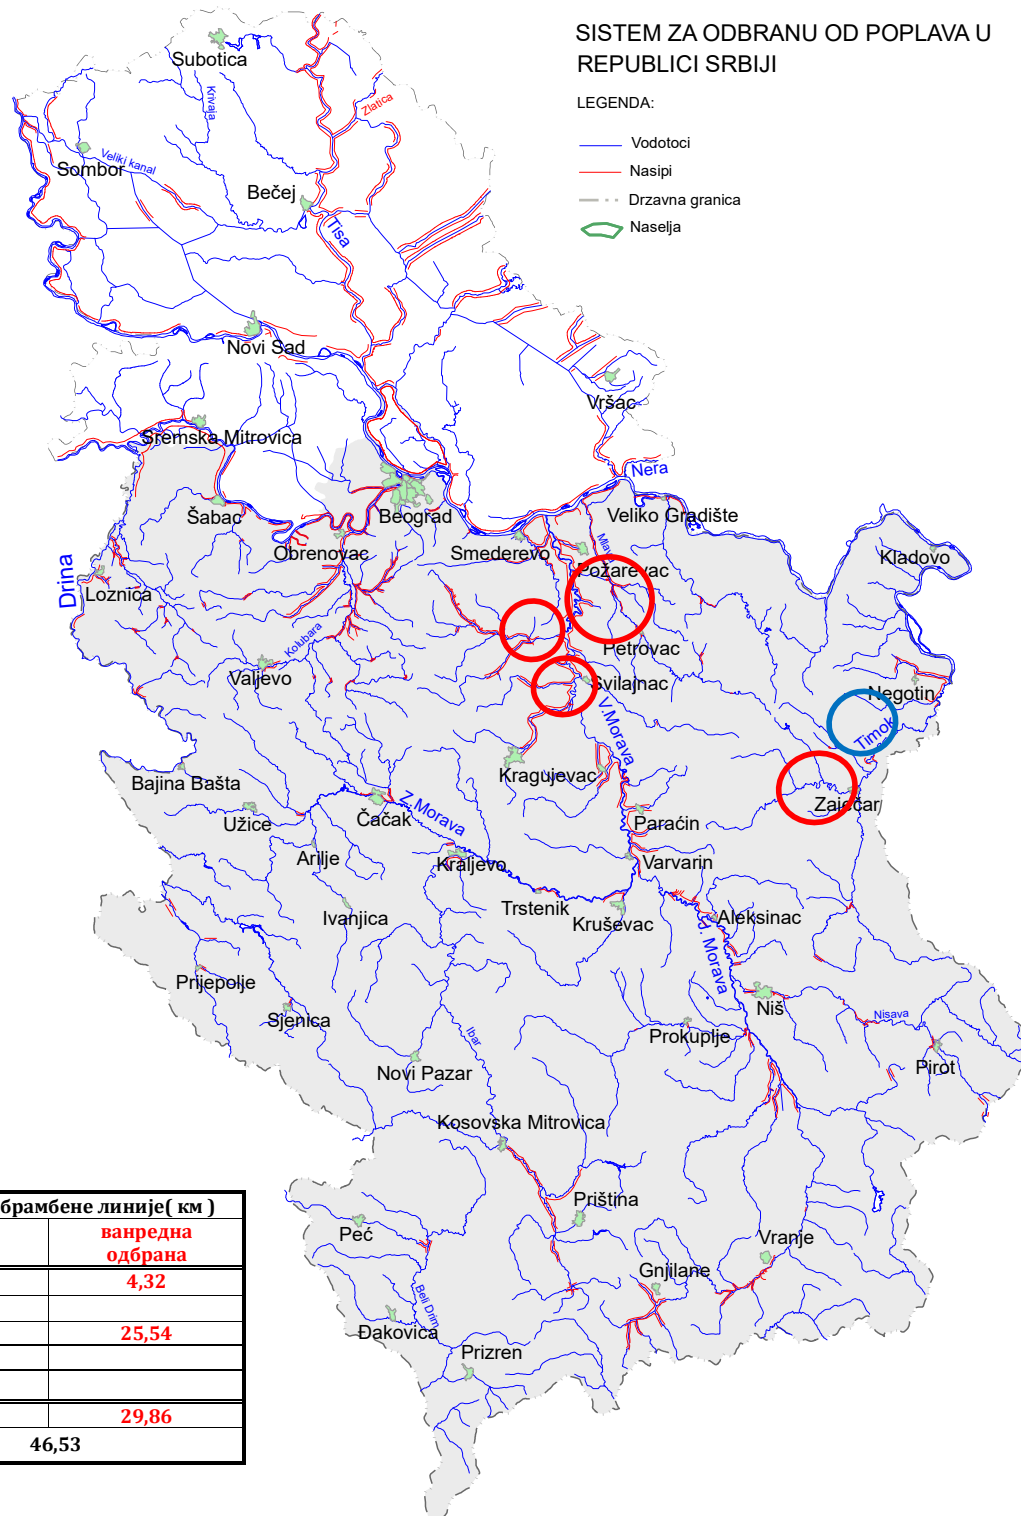 SISTEM ZA ODBRANU OD POPLAVA U
REPUBLICI SRBIJI
LEGENDA:
Vodotoci
Nasipi
Drzavna granica
Naselja
Subotica
Krivaja
Zlatica
Sombor
Veliki kanal
Bečej
Tisa
Novi Sad
Vršac
Sremska Mitrovica
Nera
Šabac
Beograd
Veliko Gradište
Obrenovac
Smederevo
Kladovo
Drina
Požarevac
Loznica
Kolubara
Petrovac
Valjevo
Svilajnac
Negotin
V.Morava
Timok
Bajina Bašta
Kragujevac
Zaječar
Užice
Čačak
Z.Morava
Paraćin
Arilje
Kraljevo
Varvarin
Ivanjica
Trstenik
Kruševac
Aleksinac
J. Morava
Prijepolje
Sjenica
Niš
Nisava
Ibar
Prokuplje
Pirot
Novi Pazar
Kosovska Mitrovica
Priština
Peć
Vranje
Gnjilane
Beli Drim
Đakovica
Prizren
брамбене линије( км )
ванредна
одбрана
4,32
25,54
29,86
46,53